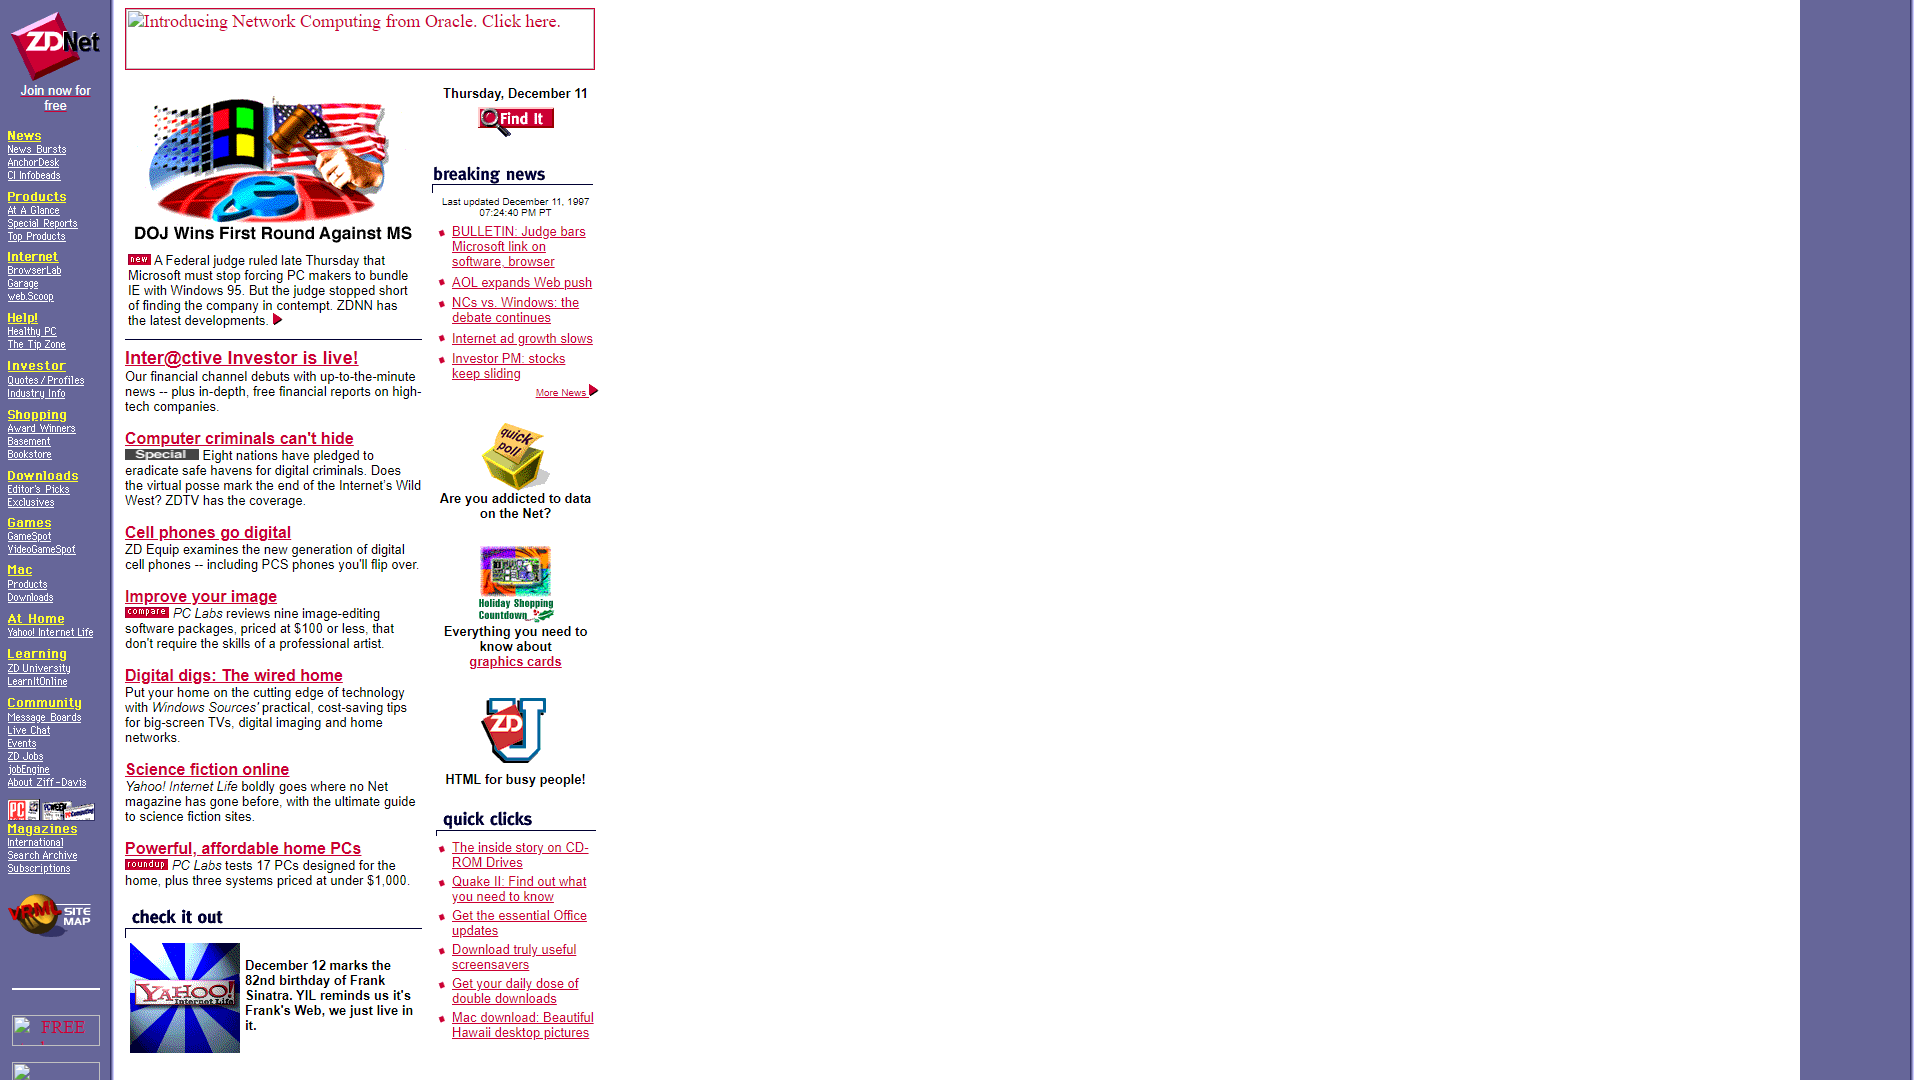 ZDNet
Join now for
free
News
News Bursts
AnchorDesk
CI Infobeads
Products
At A Glance
Special Reports
Top Products
Internet
BrowserLab
Garage
web.Scoop
Help!
Healthy PC
The Tip Zone
Investor
Quotes/Profiles
Industry Info
Shopping
Award Winners
Basement
Bookstore
Downloads
Editor's Picks
Exclusives
Games
GameSpot
VideoGameSpot
Mac
Products
Downloads
At Home
Yahoo! Internet Life
Learning
ZD University
LearnItOnline
Community
Message Boards
Live Chat
Events
ZD Jobs
jobEngine
About Ziff-Davis
PC
PCWEEK
Magazines
International
Search Archive
Subscriptions
VRML SITE
MAP
FREE
Introducing Network Computing from Oracle. Click here.
DOJ Wins First Round Against MS
new A Federal judge ruled late Thursday that
Microsoft must stop forcing PC makers to bundle
IE with Windows 95. But the judge stopped short
of finding the company in contempt. ZDNN has
the latest developments.
Inter@ctive Investor is live!
Our financial channel debuts with up-to-the-minute
news -- plus in-depth, free financial reports on high-
tech companies.
Computer criminals can't hide
Special Eight nations have pledged to
eradicate safe havens for digital criminals. Does
the virtual posse mark the end of the Internet's Wild
West? ZDTV has the coverage.
Cell phones go digital
ZD Equip examines the new generation of digital
cell phones -- including PCS phones you'll flip over.
Improve your image
compare PC Labs reviews nine image-editing
software packages, priced at $100 or less, that
don't require the skills of a professional artist.
Digital digs: The wired home
Put your home on the cutting edge of technology
with Windows Sources' practical, cost-saving tips
for big-screen TVs, digital imaging and home
networks.
Science fiction online
Yahoo! Internet Life boldly goes where no Net
magazine has gone before, with the ultimate guide
to science fiction sites.
Powerful, affordable home PCs
roundup PC Labs tests 17 PCs designed for the
home, plus three systems priced at under $1,000.
check it out
YAHOO!
Internet Life
December 12 marks the
82nd birthday of Frank
Sinatra. YIL reminds us it's
Frank's Web, we just live in
it.
Thursday, December 11
Find It
breaking news
Last updated December 11, 1997
07:24:40 PM PT
BULLETIN: Judge bars
Microsoft link on
software, browser
AOL expands Web push
NCs vs. Windows: the
debate continues
Internet ad growth slows
Investor PM: stocks
keep sliding
More News
quick
poll
Are you addicted to data
on the Net?
Holiday Shopping
Countdown
Everything you need to
know about
graphics cards
ZD U
HTML for busy people!
quick clicks
The inside story on CD-
ROM Drives
Quake II: Find out what
you need to know
Get the essential Office
updates
Download truly useful
screensavers
Get your daily dose of
double downloads
Mac download: Beautiful
Hawaii desktop pictures